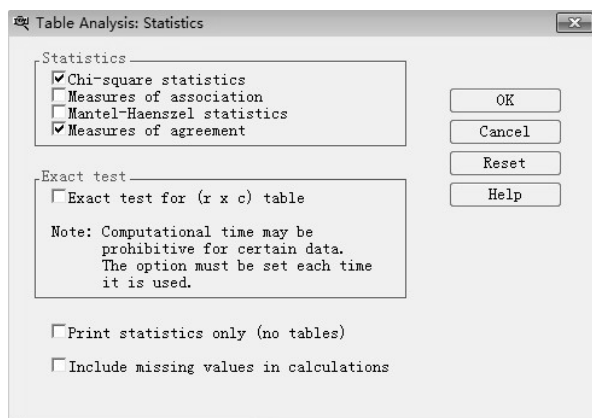 Table Analysis: Statistics
Statistics
Chi-square statistics
Measures of association
Mantel-Haenszel statistics
Measures of agreement
OK
Cancel
Reset
Help
Exact test
Exact test for (r x c) table
Note: Computational time may be
prohibitive for certain data.
The option must be set each time
it is used.
Print statistics only (no tables)
Include missing values in calculations